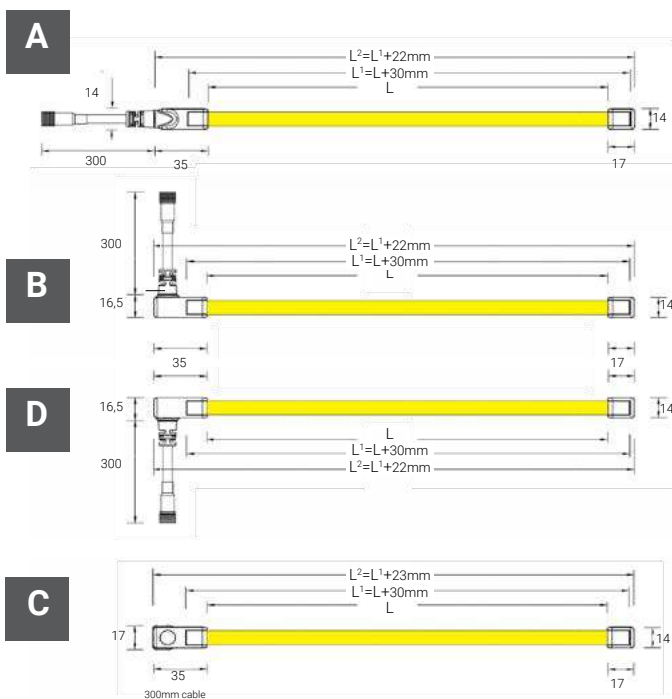 A
L²=L¹+22mm
L¹=L+30mm
L
14
14
300
35
17
B
300
L²=L¹+22mm
L¹=L+30mm
L
16,5
14
35
17
D
16,5
14
L
300
L¹=L+30mm
L²=L¹+22mm
C
L²=L¹+23mm
L¹=L+30mm
L
17
14
35
17
300mm cable